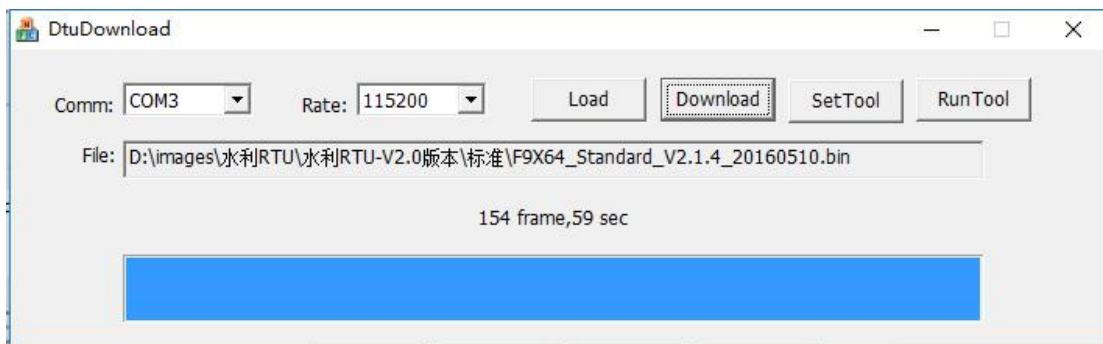 DtuDownload
Comm: COM3 Rate: 115200 Load Download SetTool RunTool
File: D:\images\水利RTU\水利RTU-V2.0版本\标准\F9X64_Standard_V2.1.4_20160510.bin
154 frame,59 sec